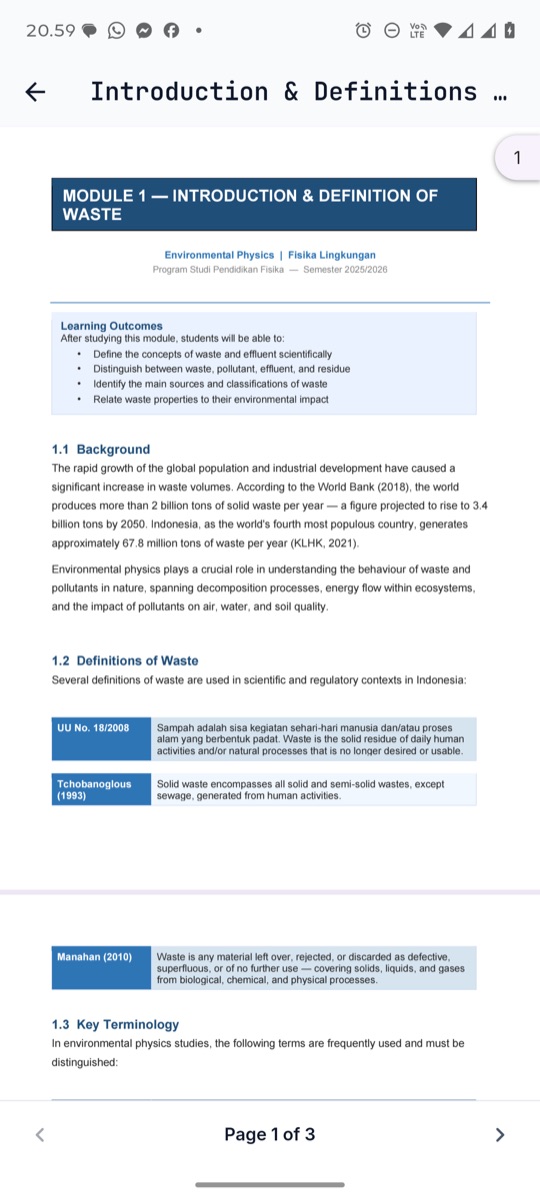 20.59
Vo))
LTE
Introduction & Definitions ...
1
MODULE 1 — INTRODUCTION & DEFINITION OF
WASTE
Environmental Physics | Fisika Lingkungan
Program Studi Pendidikan Fisika — Semester 2025/2026
Learning Outcomes
After studying this module, students will be able to:
• Define the concepts of waste and effluent scientifically
• Distinguish between waste, pollutant, effluent, and residue
• Identify the main sources and classifications of waste
• Relate waste properties to their environmental impact
1.1 Background
The rapid growth of the global population and industrial development have caused a
significant increase in waste volumes. According to the World Bank (2018), the world
produces more than 2 billion tons of solid waste per year — a figure projected to rise to 3.4
billion tons by 2050. Indonesia, as the world's fourth most populous country, generates
approximately 67.8 million tons of waste per year (KLHK, 2021).
Environmental physics plays a crucial role in understanding the behaviour of waste and
pollutants in nature, spanning decomposition processes, energy flow within ecosystems,
and the impact of pollutants on air, water, and soil quality.
1.2 Definitions of Waste
Several definitions of waste are used in scientific and regulatory contexts in Indonesia:
UU No. 18/2008
Sampah adalah sisa kegiatan sehari-hari manusia dan/atau proses
alam yang berbentuk padat. Waste is the solid residue of daily human
activities and/or natural processes that is no longer desired or usable.
Tchobanoglous
(1993)
Solid waste encompasses all solid and semi-solid wastes, except
sewage, generated from human activities.
Manahan (2010)
Waste is any material left over, rejected, or discarded as defective,
superfluous, or of no further use — covering solids, liquids, and gases
from biological, chemical, and physical processes.
1.3 Key Terminology
In environmental physics studies, the following terms are frequently used and must be
distinguished:
Page 1 of 3